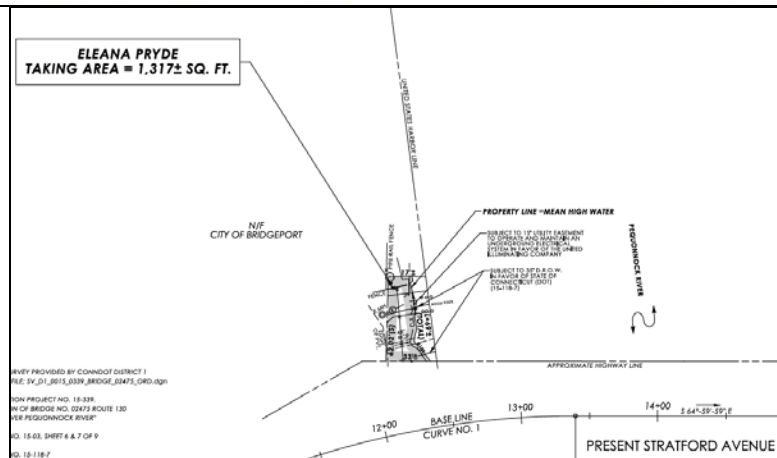 ELEANA PRYDE
TAKING AREA = 1,317± SQ. FT.
UNITED STATES HARBOR LINE
N/F
CITY OF BRIDGEPORT
PROPERTY LINE =MEAN HIGH WATER
SUBJECT TO 15' UTILITY EASEMENT
TO OPERATE AND MAINTAIN AN
UNDERGROUND ELECTRICAL
SYSTEM IN FAVOR OF THE UNITED
ILLUMINATING COMPANY
SUBJECT TO 30' D.R.O.W.
IN FAVOR OF STATE OF
CONNECTICUT (DOT)
(15-118-7)
PEQUONNOCK RIVER
RAIL FENCE
APPROXIMATE HIGHWAY LINE
RVEY PROVIDED BY CONNDOT DISTRICT 1
FILE: SV_D1_0015_0339_BRIDGE_02475_ORD.dgn
ION PROJECT NO. 15-339.
N OF BRIDGE NO. 02475 ROUTE 130
VER PEQUONNOCK RIVER"
O. 15-03, SHEET 6 & 7 OF 9
O. 15-118-7
12+00
BASE LINE
CURVE NO. 1
13+00
14+00
S 64°-59'-59" E
PRESENT STRATFORD AVENUE